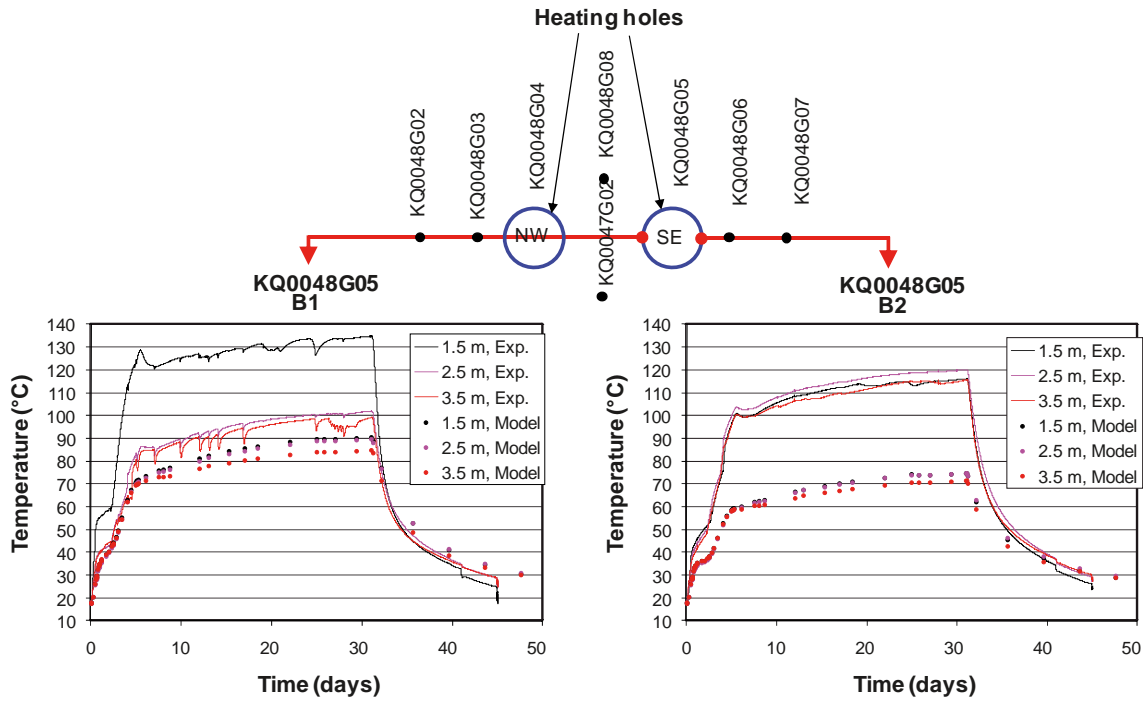 Heating holes
KQ0048G02
KQ0048G03
KQ0048G04
KQ0048G08
KQ0047G02
KQ0048G05
KQ0048G06
KQ0048G07
NW
SE
KQ0048G05
B1
KQ0048G05
B2
Temperature (°C)
140
130
120
110
100
90
80
70
60
50
40
30
20
10
0
10
20
30
40
50
Time (days)
1.5 m, Exp.
2.5 m, Exp.
3.5 m, Exp.
1.5 m, Model
2.5 m, Model
3.5 m, Model
Temperature (°C)
140
130
120
110
100
90
80
70
60
50
40
30
20
10
0
10
20
30
40
50
Time (days)
1.5 m, Exp.
2.5 m, Exp.
3.5 m, Exp.
1.5 m, Model
2.5 m, Model
3.5 m, Model